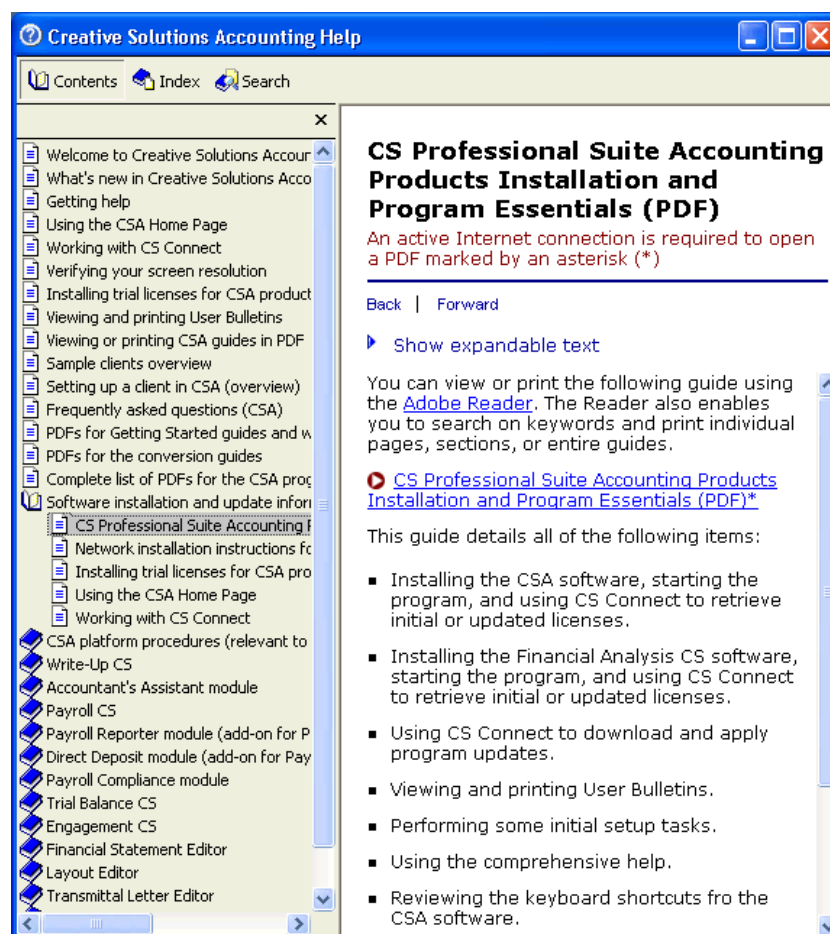 Creative Solutions Accounting Help
Contents Index Search
x
Welcome to Creative Solutions Accour
What's new in Creative Solutions Acco
Getting help
Using the CSA Home Page
Working with CS Connect
Verifying your screen resolution
Installing trial licenses for CSA product
Viewing and printing User Bulletins
Viewing or printing CSA guides in PDF
Sample clients overview
Setting up a client in CSA (overview)
Frequently asked questions (CSA)
PDFs for Getting Started guides and w
PDFs for the conversion guides
Complete list of PDFs for the CSA prog
Software installation and update inforı
CS Professional Suite Accounting F
Network installation instructions fc
Installing trial licenses for CSA pro
Using the CSA Home Page
Working with CS Connect
CSA platform procedures (relevant to
Write-Up CS
Accountant's Assistant module
Payroll CS
Payroll Reporter module (add-on for P
Direct Deposit module (add-on for Pay
Payroll Compliance module
Trial Balance CS
Engagement CS
Financial Statement Editor
Layout Editor
Transmittal Letter Editor
CS Professional Suite Accounting
Products Installation and
Program Essentials (PDF)
An active Internet connection is required to open
a PDF marked by an asterisk (*)
Back | Forward
Show expandable text
You can view or print the following guide using
the Adobe Reader. The Reader also enables
you to search on keywords and print individual
pages, sections, or entire guides.
CS Professional Suite Accounting Products
Installation and Program Essentials (PDF)*
This guide details all of the following items:
Installing the CSA software, starting the
program, and using CS Connect to retrieve
initial or updated licenses.
Installing the Financial Analysis CS software,
starting the program, and using CS Connect
to retrieve initial or updated licenses.
Using CS Connect to download and apply
program updates.
Viewing and printing User Bulletins.
Performing some initial setup tasks.
Using the comprehensive help.
Reviewing the keyboard shortcuts fro the
CSA software.